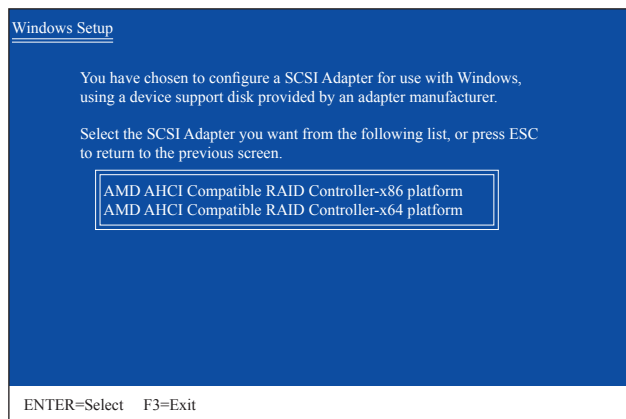 Windows Setup
You have chosen to configure a SCSI Adapter for use with Windows,
using a device support disk provided by an adapter manufacturer.
Select the SCSI Adapter you want from the following list, or press ESC
to return to the previous screen.
AMD AHCI Compatible RAID Controller-x86 platform
AMD AHCI Compatible RAID Controller-x64 platform
ENTER=Select F3=Exit